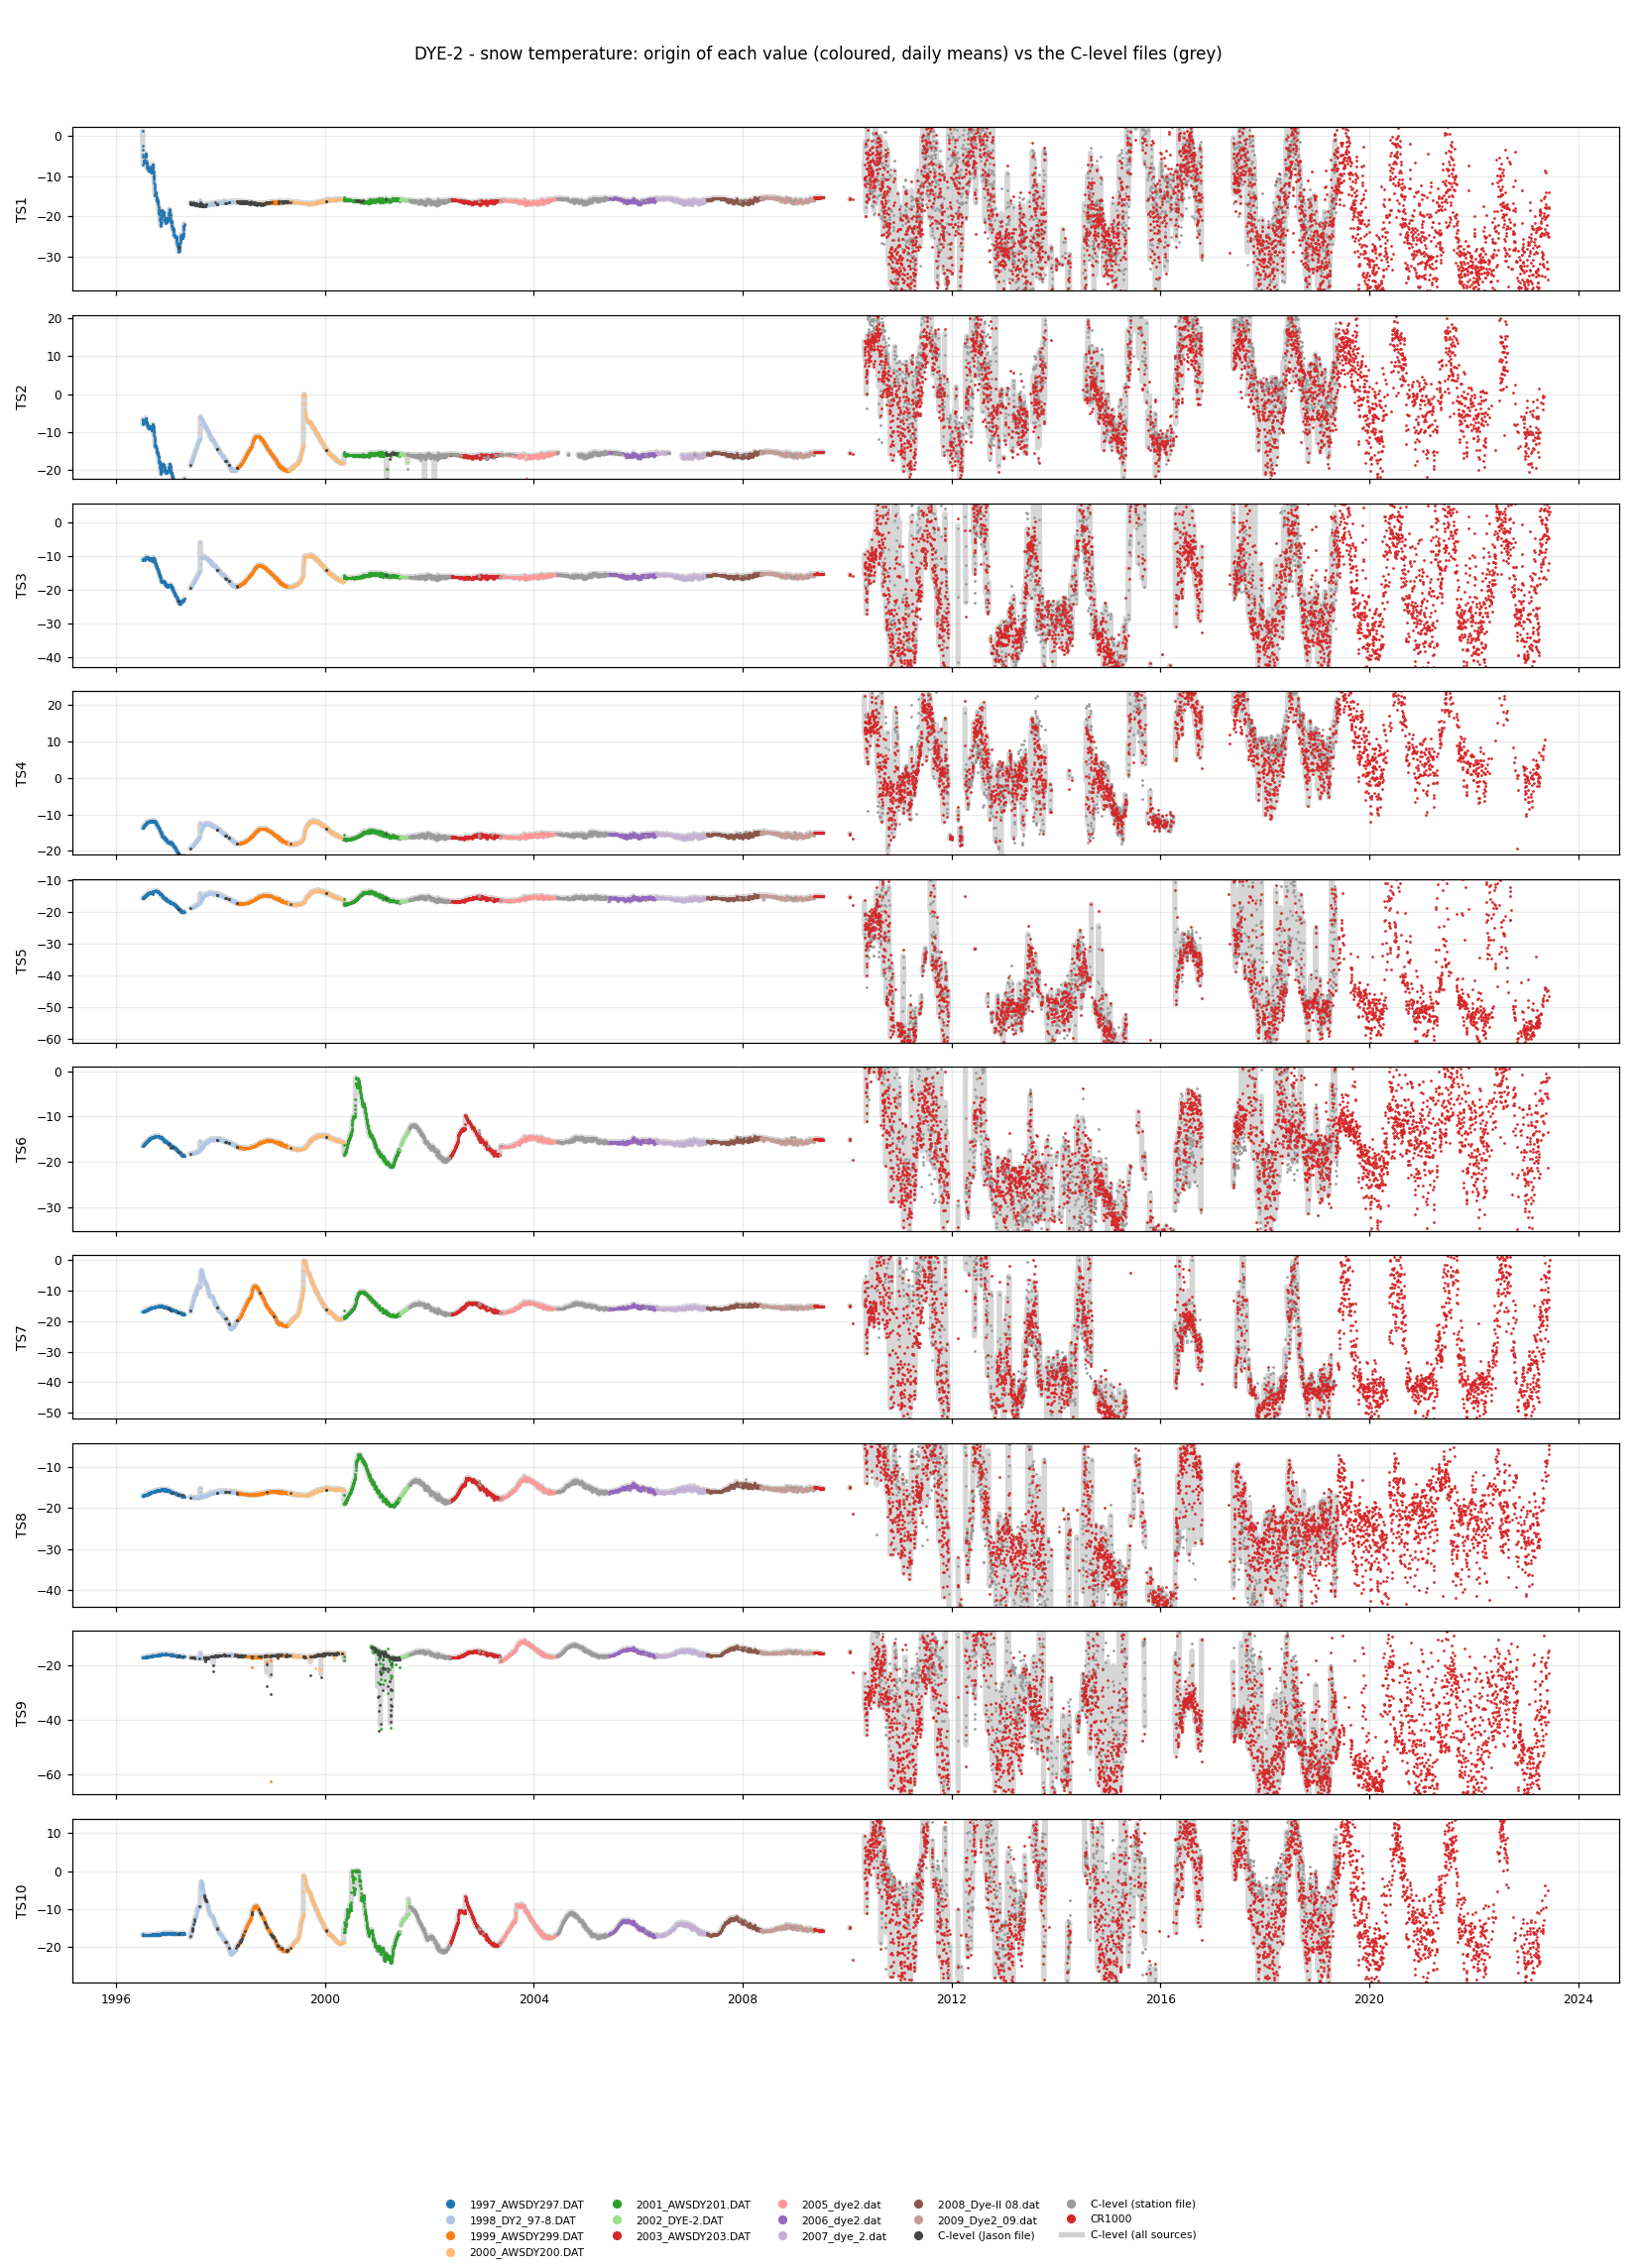 DYE-2 - snow temperature: origin of each value (coloured, daily means) vs the C-level files (grey)
TS1
0
−10
−20
−30
TS2
20
10
0
−10
−20
TS3
0
−10
−20
−30
−40
TS4
20
10
0
−10
−20
TS5
−10
−20
−30
−40
−50
−60
TS6
0
−10
−20
−30
TS7
0
−10
−20
−30
−40
−50
TS8
−10
−20
−30
−40
TS9
−20
−40
−60
TS10
10
0
−10
−20
1996 2000 2004 2008 2012 2016 2020 2024
1997_AWSDY297.DAT
1998_DY2_97-8.DAT
1999_AWSDY299.DAT
2000_AWSDY200.DAT
2001_AWSDY201.DAT
2002_DYE-2.DAT
2003_AWSDY203.DAT
2005_dye2.dat
2006_dye2.dat
2007_dye_2.dat
2008_Dye-II 08.dat
2009_Dye2_09.dat
C-level (Jason file)
C-level (station file)
CR1000
C-level (all sources)